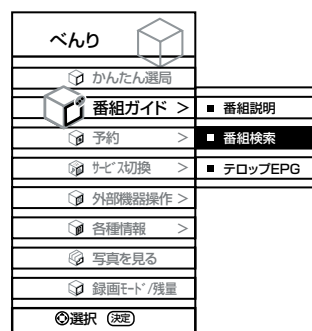 べんり
かんたん選局
番組ガイド >
■ 番組説明
予約 >
■ 番組検索
ｻｰﾋﾞｽ切換 >
■ テロップEPG
外部機器操作 >
各種情報 >
写真を見る
録画ﾓｰﾄﾞ/残量
選択 決定